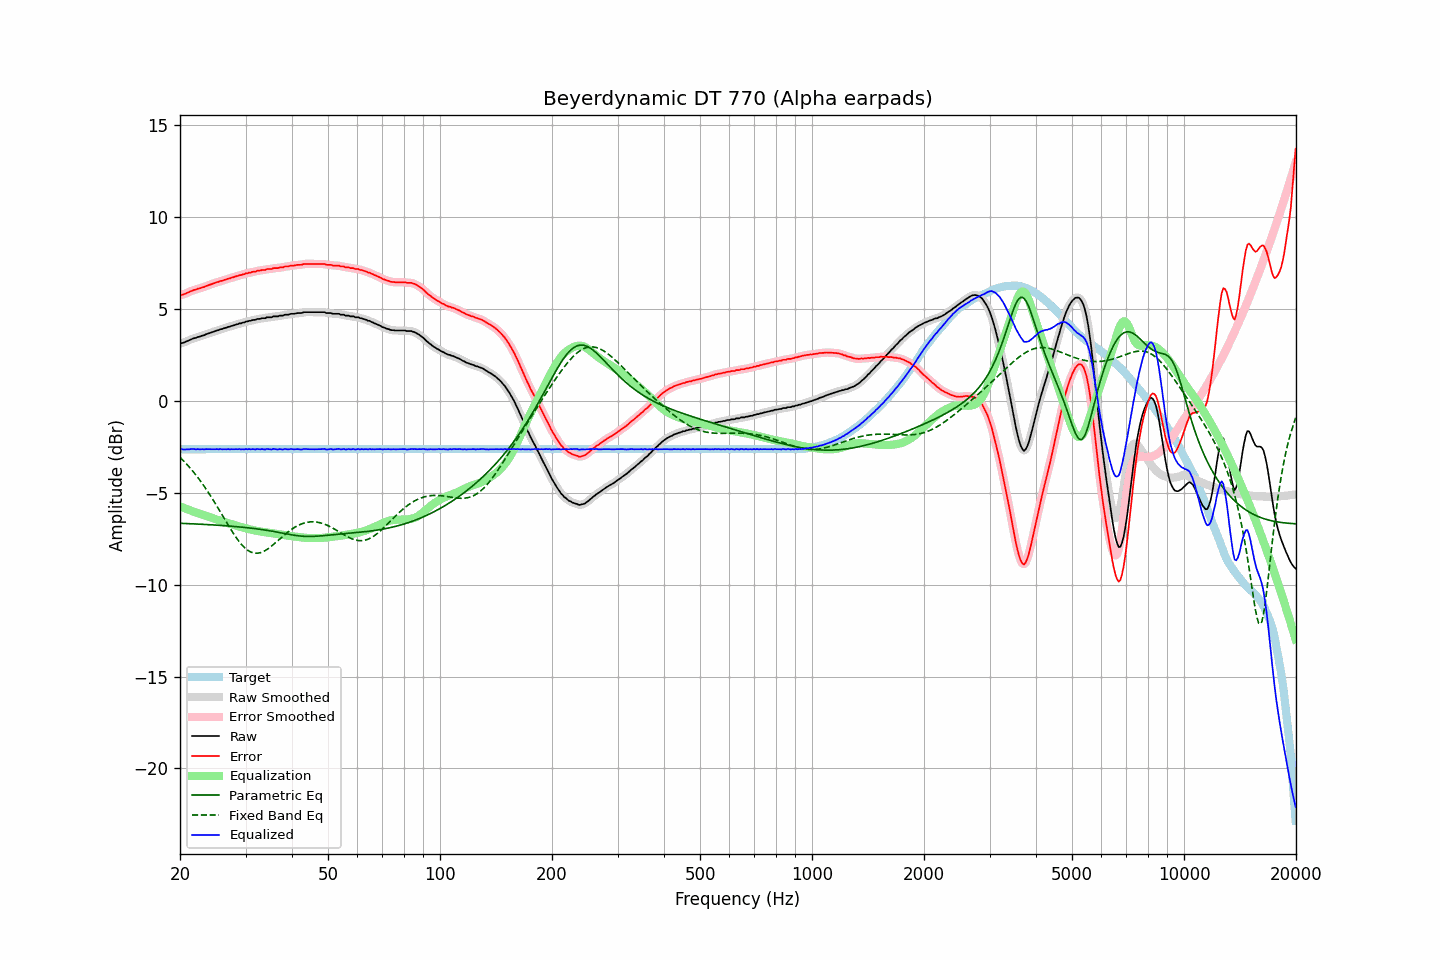 Beyerdynamic DT 770 (Alpha earpads)
15
10
5
0
−5
−10
−15
−20
Amplitude (dBr)
Target
Raw Smoothed
Error Smoothed
Raw
Error
Equalization
Parametric Eq
Fixed Band Eq
Equalized
20 50 100 200 500 1000 2000 5000 10000 20000
Frequency (Hz)